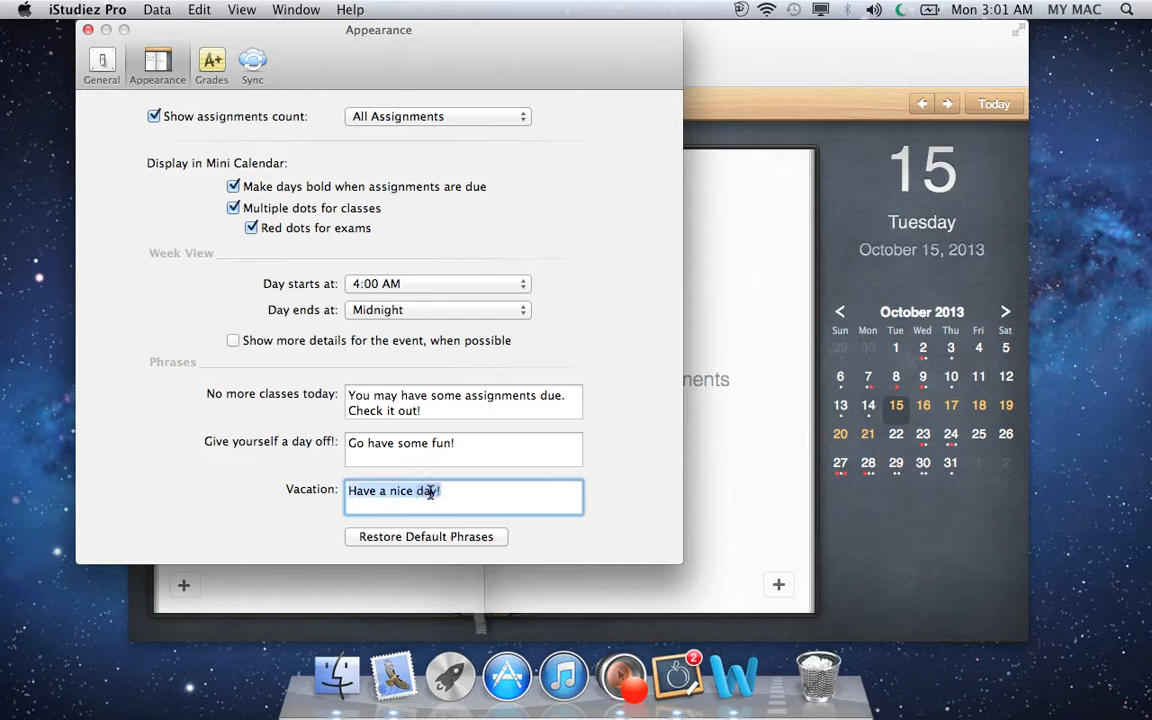 iStudiez Pro Data Edit View Window Help Mon 3:01 AM MY MAC
Appearance
General Appearance Grades Sync
A+
Show assignments count: All Assignments
Display in Mini Calendar:
Make days bold when assignments are due
Multiple dots for classes
Red dots for exams
Week View
Day starts at: 4:00 AM
Day ends at: Midnight
Show more details for the event, when possible
Phrases
No more classes today: You may have some assignments due.
Check it out!
Give yourself a day off!: Go have some fun!
Vacation: Have a nice day!
Restore Default Phrases
Today
15
Tuesday
October 15, 2013
October 2013
Sun Mon Tue Wed Thu Fri Sat
29 30 1 2 3 4 5
6 7 8 9 10 11 12
13 14 15 16 17 18 19
20 21 22 23 24 25 26
27 28 29 30 31 1 2
2
W